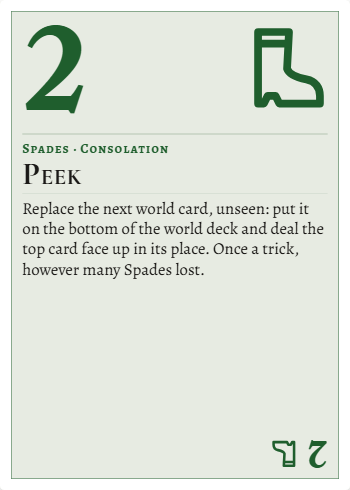 2
Spades · Consolation
Peek
Replace the next world card, unseen: put it
on the bottom of the world deck and deal the
top card face up in its place. Once a trick,
however many Spades lost.
2